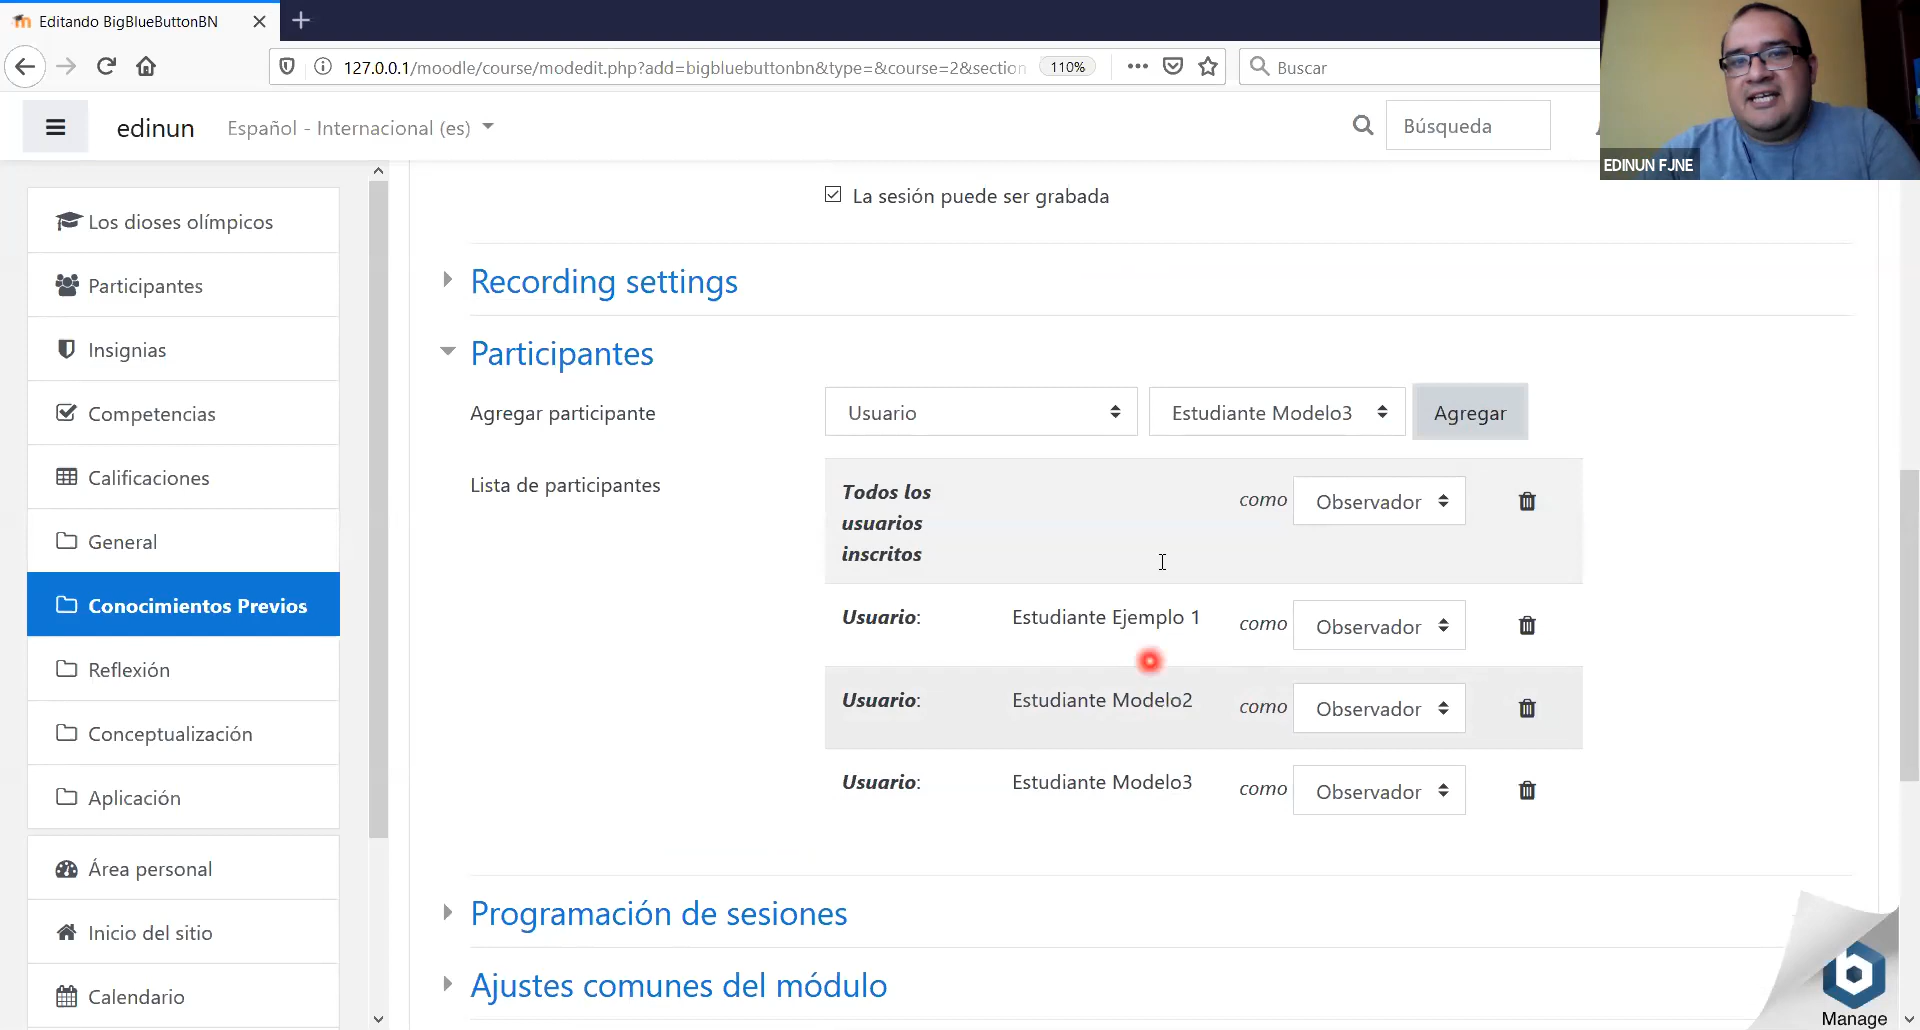 Editando BigBlueButtonBN
127.0.0.1/moodle/course/modedit.php?add=bigbluebuttonbn&type=&course=2&section
110%
Buscar
edinun
Español - Internacional (es)
Búsqueda
EDINUN FJNE
Los dioses olímpicos
Participantes
Insignias
Competencias
Calificaciones
General
Conocimientos Previos
Reflexión
Conceptualización
Aplicación
Área personal
Inicio del sitio
Calendario
La sesión puede ser grabada
Recording settings
Participantes
Agregar participante
Usuario
Estudiante Modelo3
Agregar
Lista de participantes
Todos los
usuarios
inscritos
como
Observador
Usuario:
Estudiante Ejemplo 1
como
Observador
Usuario:
Estudiante Modelo2
como
Observador
Usuario:
Estudiante Modelo3
como
Observador
Programación de sesiones
Ajustes comunes del módulo
Manage